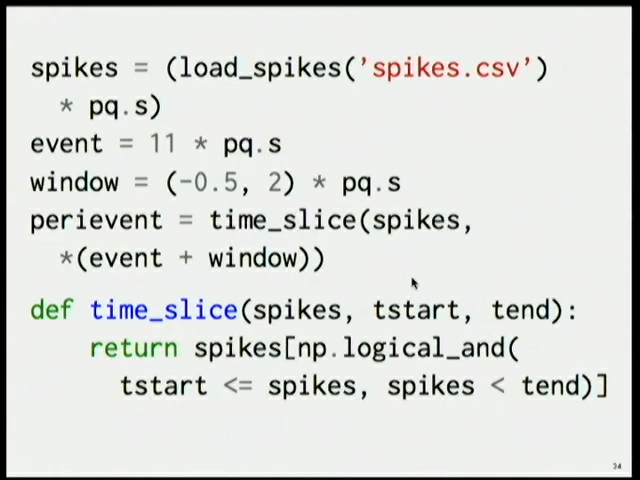 spikes = (load_spikes('spikes.csv')
* pq.s)
event = 11 * pq.s
window = (-0.5, 2) * pq.s
perievent = time_slice(spikes,
*(event + window))
def time_slice(spikes, tstart, tend):
return spikes[np.logical_and(
tstart <= spikes, spikes < tend)]
34